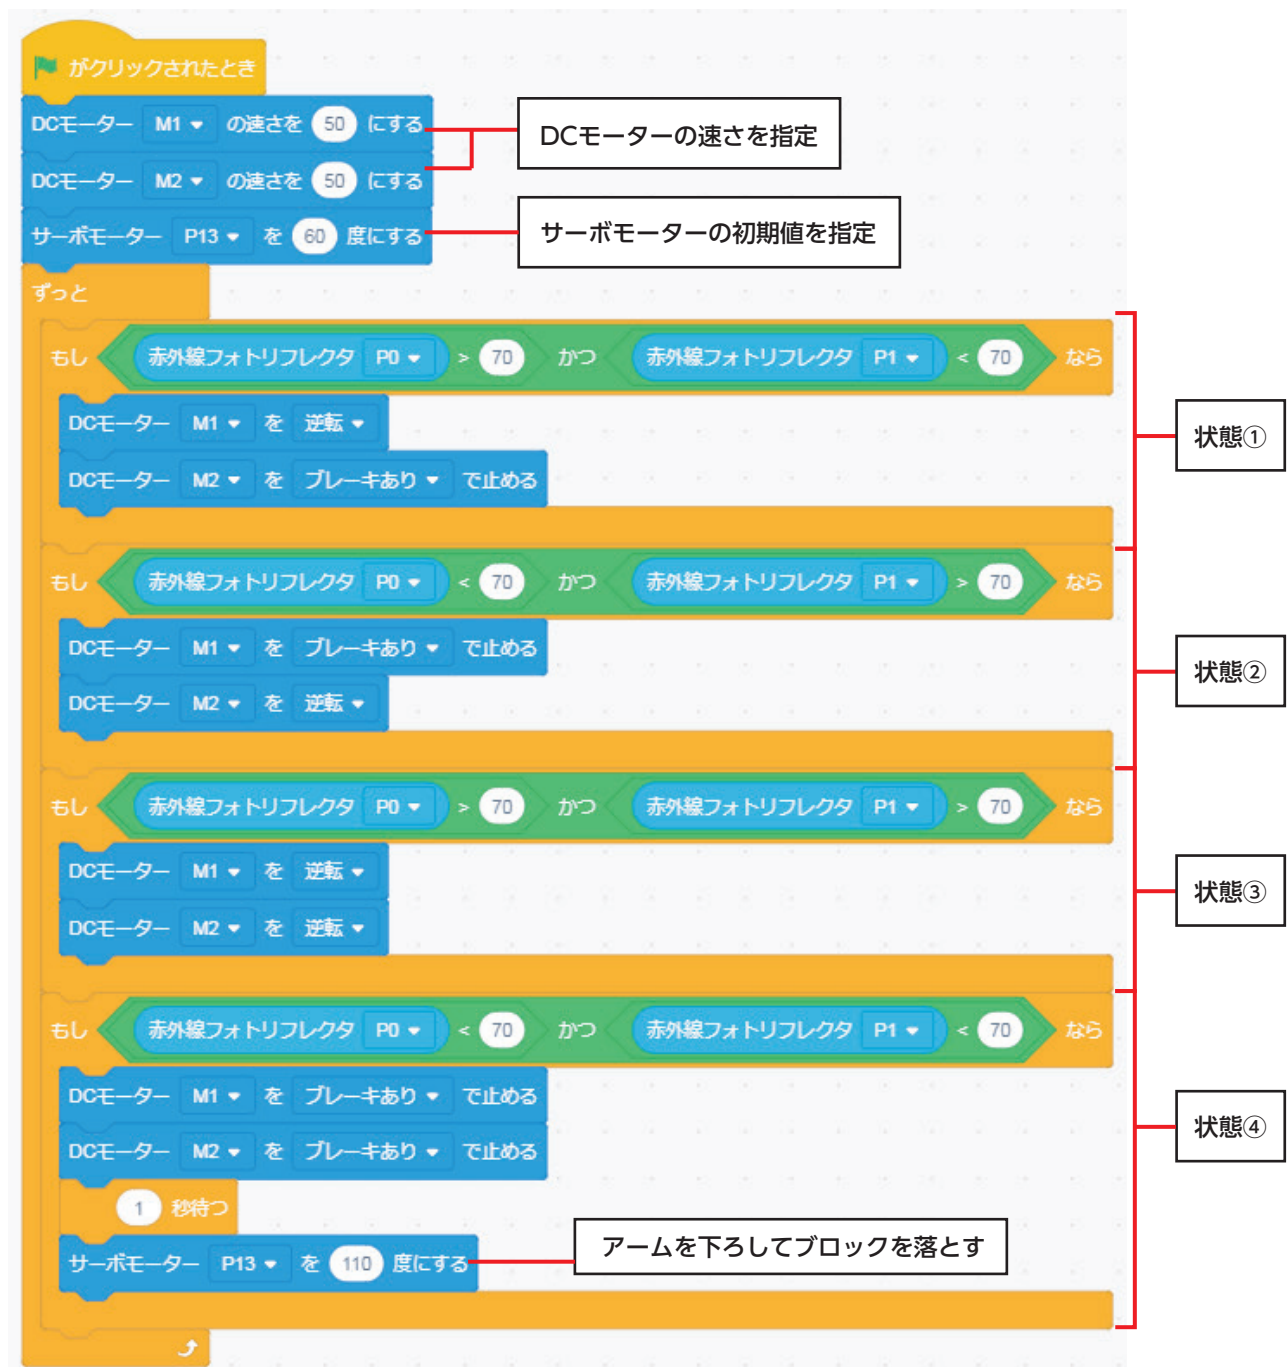 がクリックされたとき
DCモーター M1 の速さを 50 にする
DCモーターの速さを指定
DCモーター M2 の速さを 50 にする
サーボモーター P13 を 60 度にする
サーボモーターの初期値を指定
ずっと
もし 赤外線フォトリフレクタ P0 > 70 かつ 赤外線フォトリフレクタ P1 < 70 なら
DCモーター M1 を 逆転
状態①
DCモーター M2 を ブレーキあり で止める
もし 赤外線フォトリフレクタ P0 < 70 かつ 赤外線フォトリフレクタ P1 > 70 なら
DCモーター M1 を ブレーキあり で止める
状態②
DCモーター M2 を 逆転
もし 赤外線フォトリフレクタ P0 > 70 かつ 赤外線フォトリフレクタ P1 > 70 なら
DCモーター M1 を 逆転
状態③
DCモーター M2 を 逆転
もし 赤外線フォトリフレクタ P0 < 70 かつ 赤外線フォトリフレクタ P1 < 70 なら
DCモーター M1 を ブレーキあり で止める
状態④
DCモーター M2 を ブレーキあり で止める
1 秒待つ
アームを下ろしてブロックを落とす
サーボモーター P13 を 110 度にする